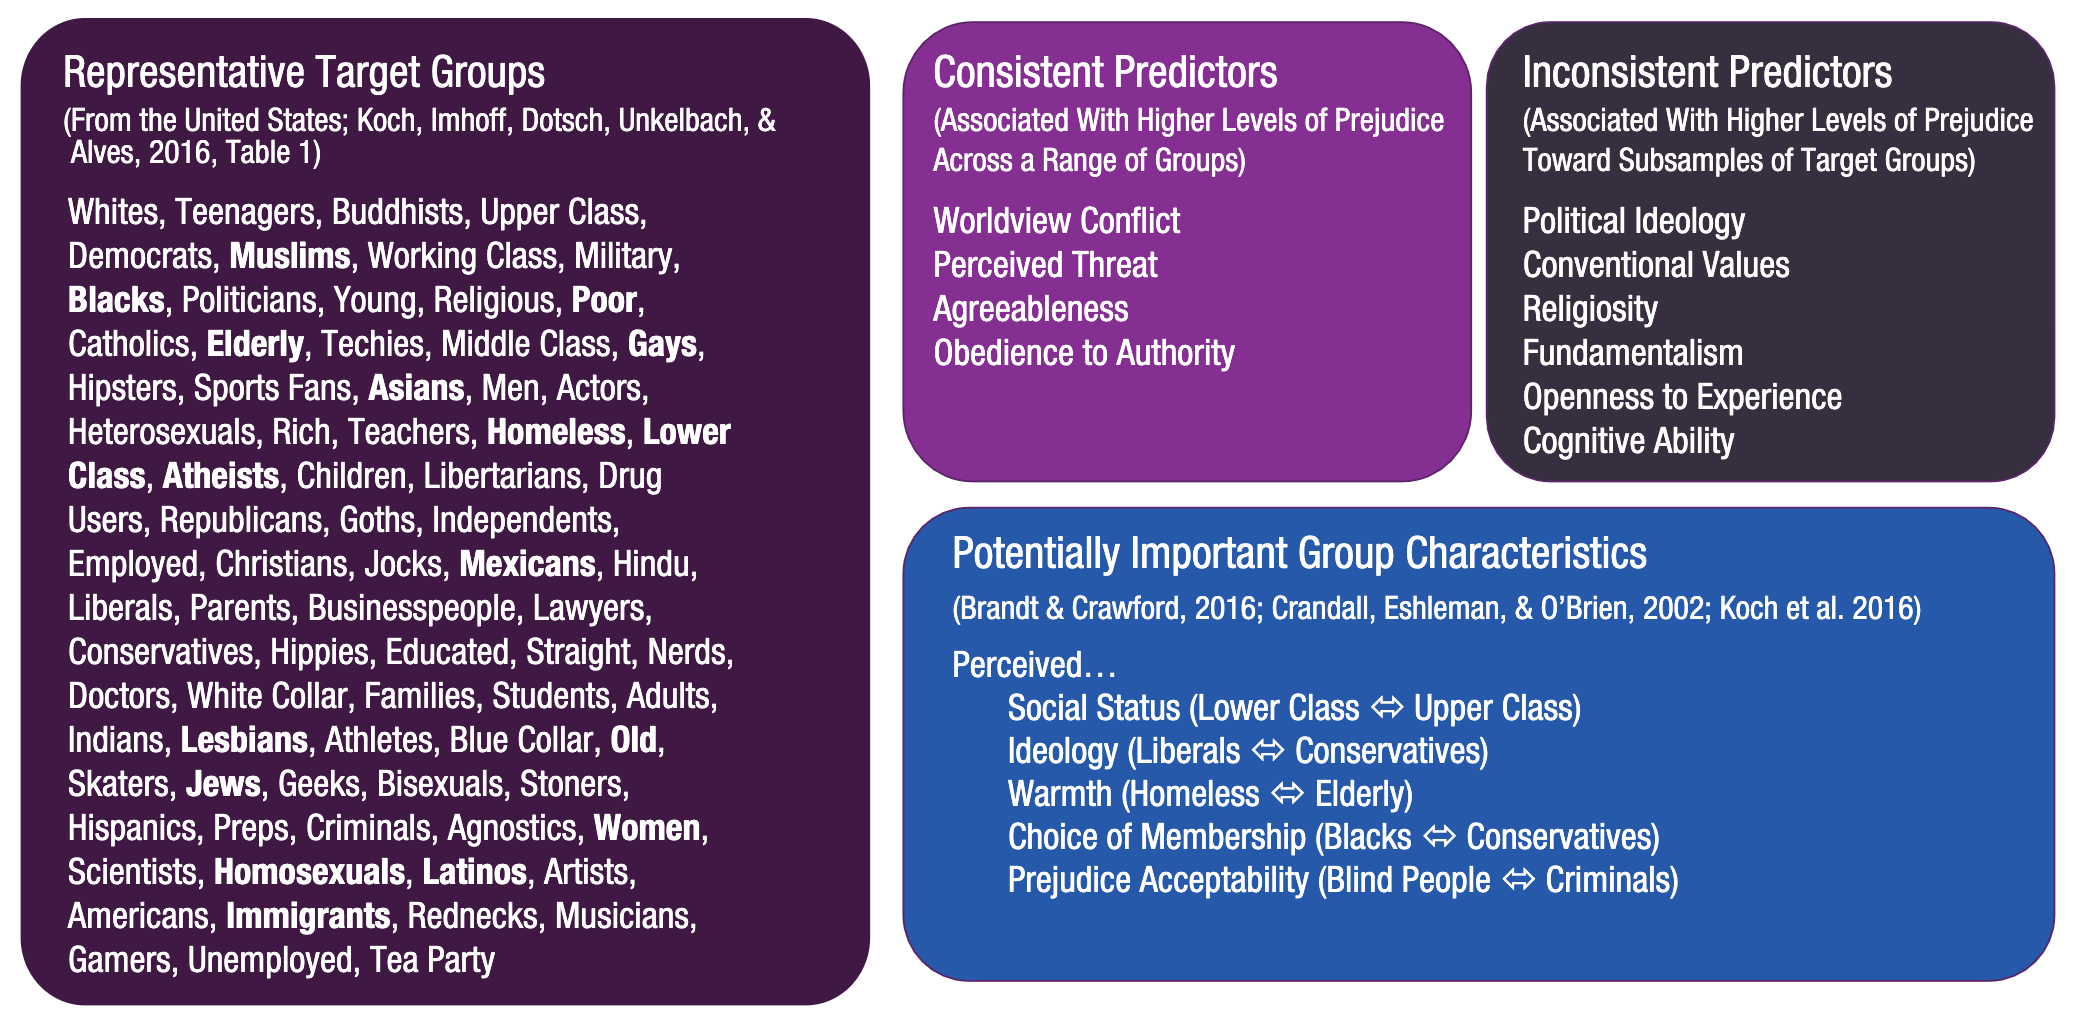 Representative Target Groups
(From the United States; Koch, Imhoff, Dotsch, Unkelbach, &
Alves, 2016, Table 1)
Whites, Teenagers, Buddhists, Upper Class,
Democrats, Muslims, Working Class, Military,
Blacks, Politicians, Young, Religious, Poor,
Catholics, Elderly, Techies, Middle Class, Gays,
Hipsters, Sports Fans, Asians, Men, Actors,
Heterosexuals, Rich, Teachers, Homeless, Lower
Class, Atheists, Children, Libertarians, Drug
Users, Republicans, Goths, Independents,
Employed, Christians, Jocks, Mexicans, Hindu,
Liberals, Parents, Businesspeople, Lawyers,
Conservatives, Hippies, Educated, Straight, Nerds,
Doctors, White Collar, Families, Students, Adults,
Indians, Lesbians, Athletes, Blue Collar, Old,
Skaters, Jews, Geeks, Bisexuals, Stoners,
Hispanics, Preps, Criminals, Agnostics, Women,
Scientists, Homosexuals, Latinos, Artists,
Americans, Immigrants, Rednecks, Musicians,
Gamers, Unemployed, Tea Party
Consistent Predictors
(Associated With Higher Levels of Prejudice
Across a Range of Groups)
Worldview Conflict
Perceived Threat
Agreeableness
Obedience to Authority
Inconsistent Predictors
(Associated With Higher Levels of Prejudice
Toward Subsamples of Target Groups)
Political Ideology
Conventional Values
Religiosity
Fundamentalism
Openness to Experience
Cognitive Ability
Potentially Important Group Characteristics
(Brandt & Crawford, 2016; Crandall, Eshleman, & O’Brien, 2002; Koch et al. 2016)
Perceived…
Social Status (Lower Class ⬄ Upper Class)
Ideology (Liberals ⬄ Conservatives)
Warmth (Homeless ⬄ Elderly)
Choice of Membership (Blacks ⬄ Conservatives)
Prejudice Acceptability (Blind People ⬄ Criminals)